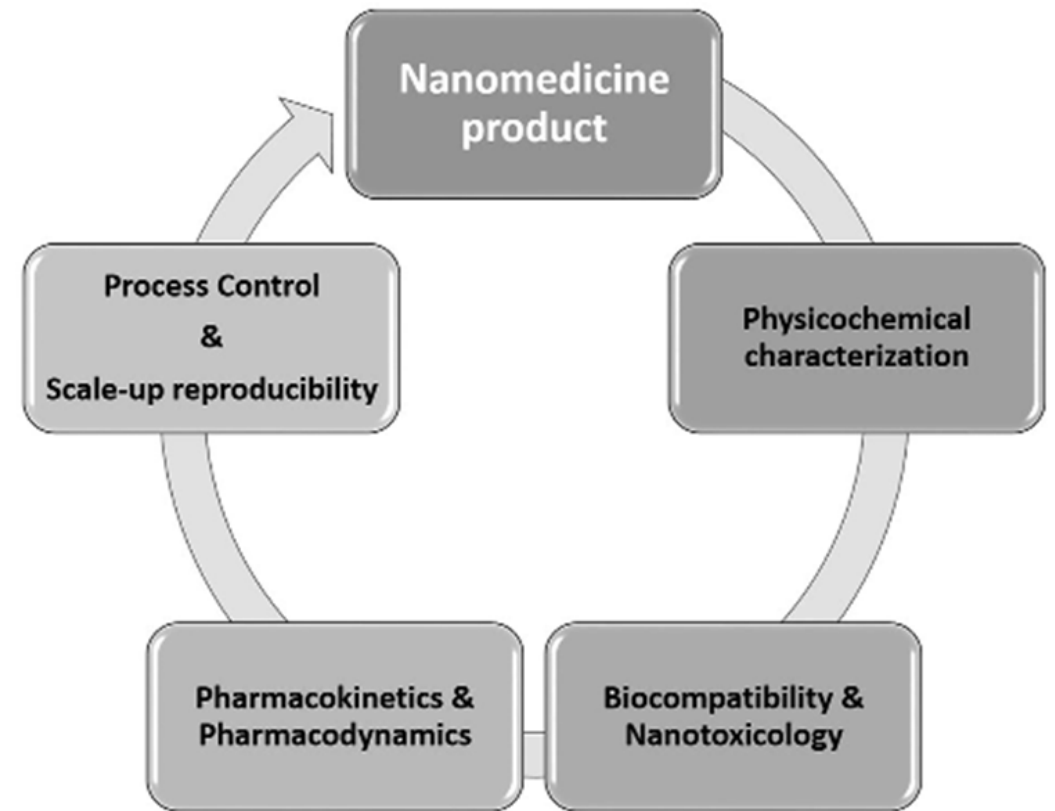 Nanomedicine
product
Physicochemical
characterization
Biocompatibility &
Nanotoxicology
Pharmacokinetics &
Pharmacodynamics
Process Control
&
Scale-up reproducibility